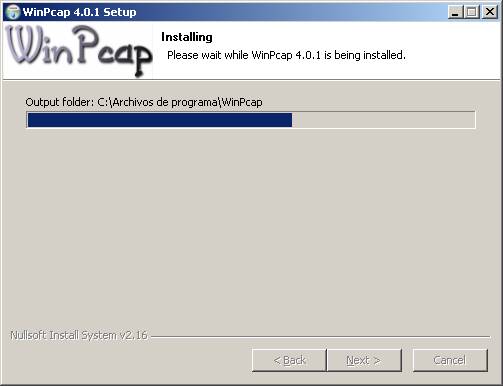 WinPcap 4.0.1 Setup
WinPcap
Installing
Please wait while WinPcap 4.0.1 is being installed.
Output folder: C:\Archivos de programa\WinPcap
Nullsoft Install System v2.16
< Back Next > Cancel